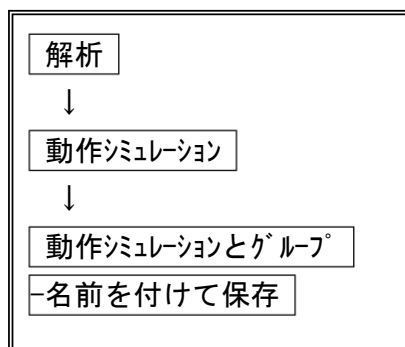 解析
↓
動作ｼﾐｭﾚｰｼｮﾝ
↓
動作ｼﾐｭﾚｰｼｮﾝとｸﾞﾙｰﾌﾟ
-名前を付けて保存